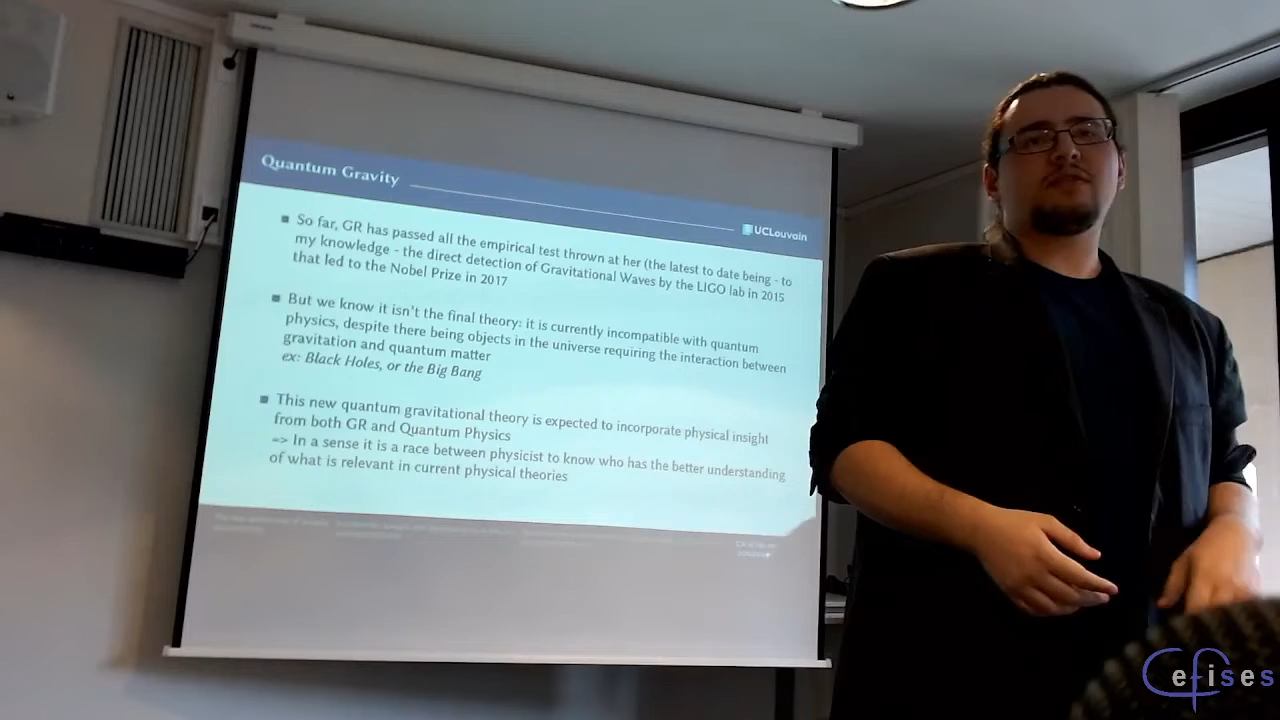 Quantum Gravity
UCLouvain
■ So far, GR has passed all the empirical test thrown at her (the latest to date being - to
my knowledge - the direct detection of Gravitational Waves by the LIGO lab in 2015
that led to the Nobel Prize in 2017
■ But we know it isn't the final theory: it is currently incompatible with quantum
physics, despite there being objects in the universe requiring the interaction between
gravitation and quantum matter
ex: Black Holes, or the Big Bang
■ This new quantum gravitational theory is expected to incorporate physical insight
from both GR and Quantum Physics
=> In a sense it is a race between physicist to know who has the better understanding
of what is relevant in current physical theories
Cefises